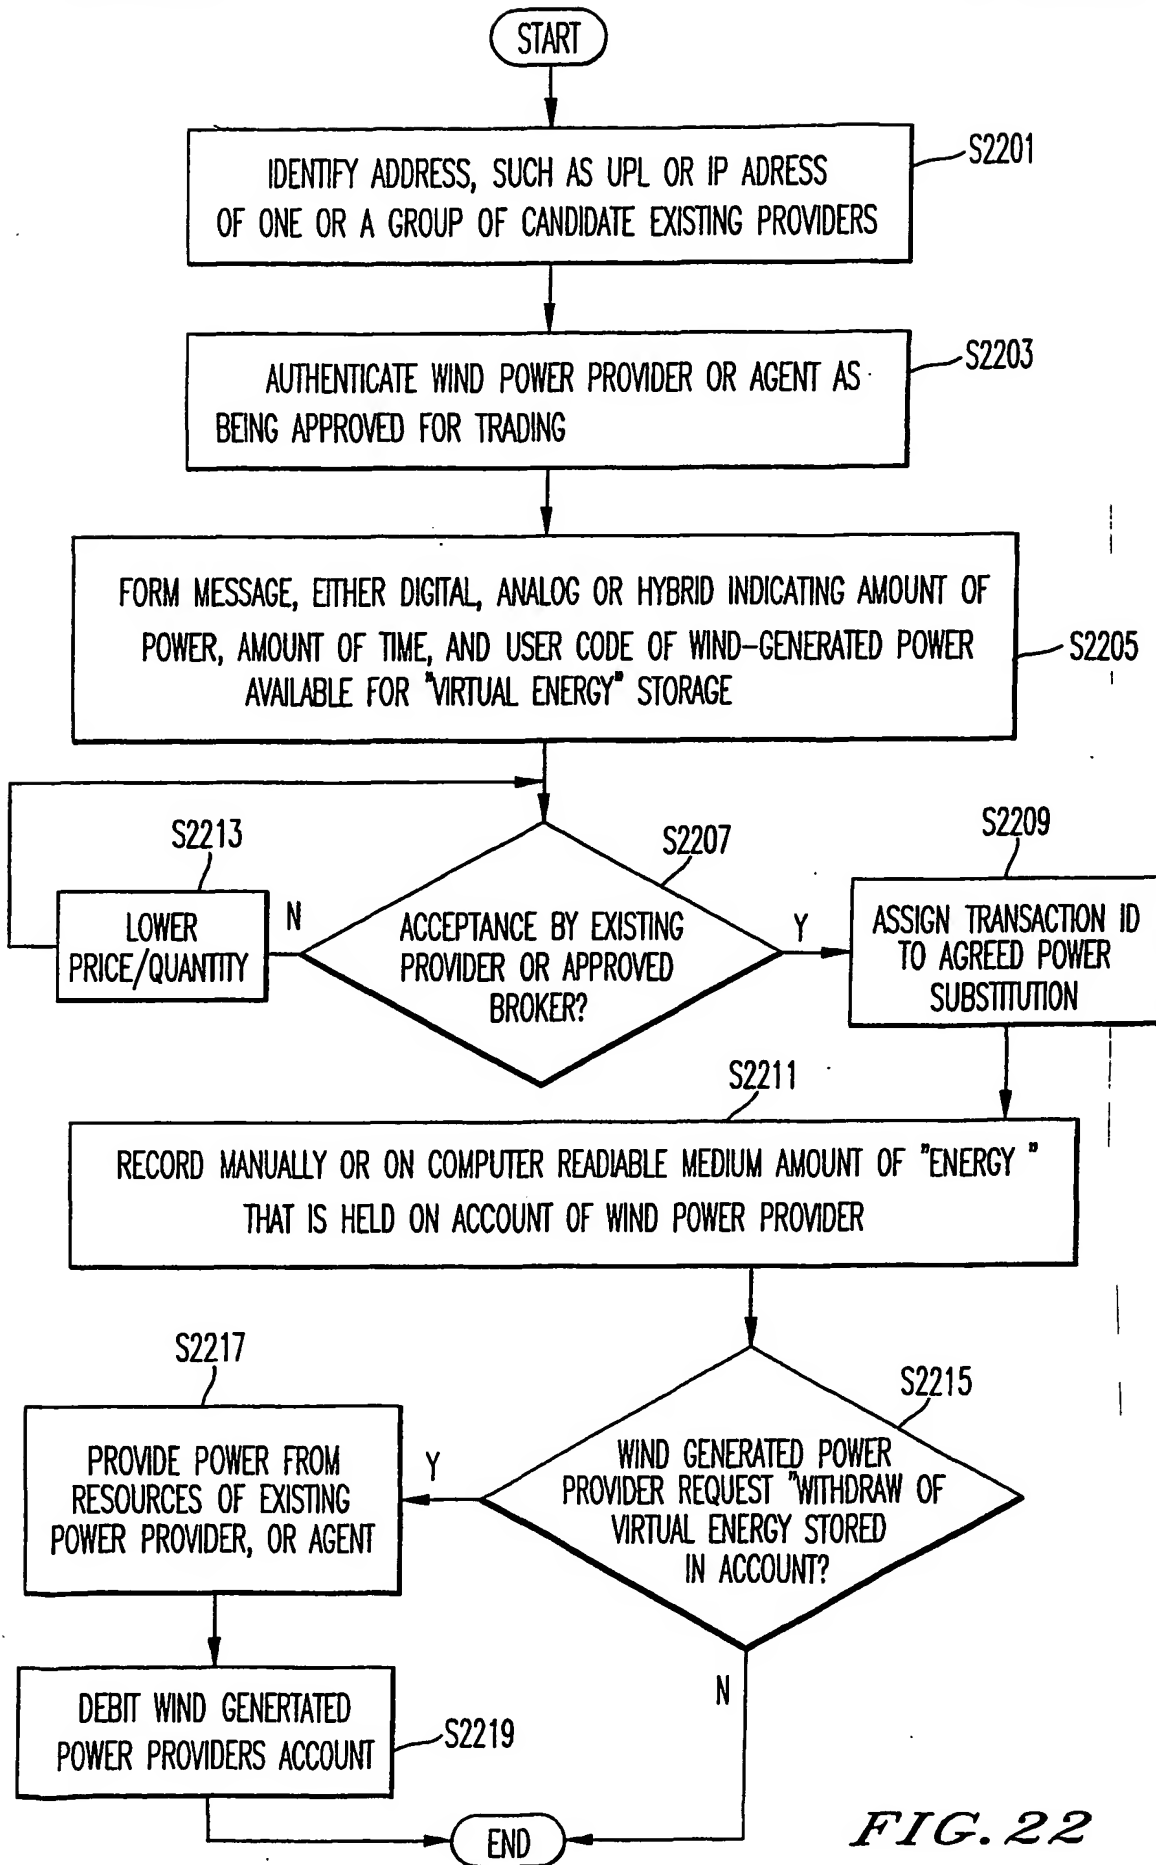 START
IDENTIFY ADDRESS, SUCH AS UPL OR IP ADRESS
OF ONE OR A GROUP OF CANDIDATE EXISTING PROVIDERS
S2201
AUTHENTICATE WIND POWER PROVIDER OR AGENT AS
BEING APPROVED FOR TRADING
S2203
FORM MESSAGE, EITHER DIGITAL, ANALOG OR HYBRID INDICATING AMOUNT OF
POWER, AMOUNT OF TIME, AND USER CODE OF WIND-GENERATED POWER
AVAILABLE FOR "VIRTUAL ENERGY" STORAGE
S2205
S2213
LOWER
PRICE/QUANTITY
N
S2207
ACCEPTANCE BY EXISTING
PROVIDER OR APPROVED
BROKER?
Y
S2209
ASSIGN TRANSACTION ID
TO AGREED POWER
SUBSTITUTION
S2211
RECORD MANUALLY OR ON COMPUTER READIABLE MEDIUM AMOUNT OF "ENERGY "
THAT IS HELD ON ACCOUNT OF WIND POWER PROVIDER
S2217
PROVIDE POWER FROM
RESOURCES OF EXISTING
POWER PROVIDER, OR AGENT
Y
S2215
WIND GENERATED POWER
PROVIDER REQUEST "WITHDRAW OF
VIRTUAL ENERGY STORED
IN ACCOUNT?
N
DEBIT WIND GENERTATED
POWER PROVIDERS ACCOUNT
S2219
END
FIG.22